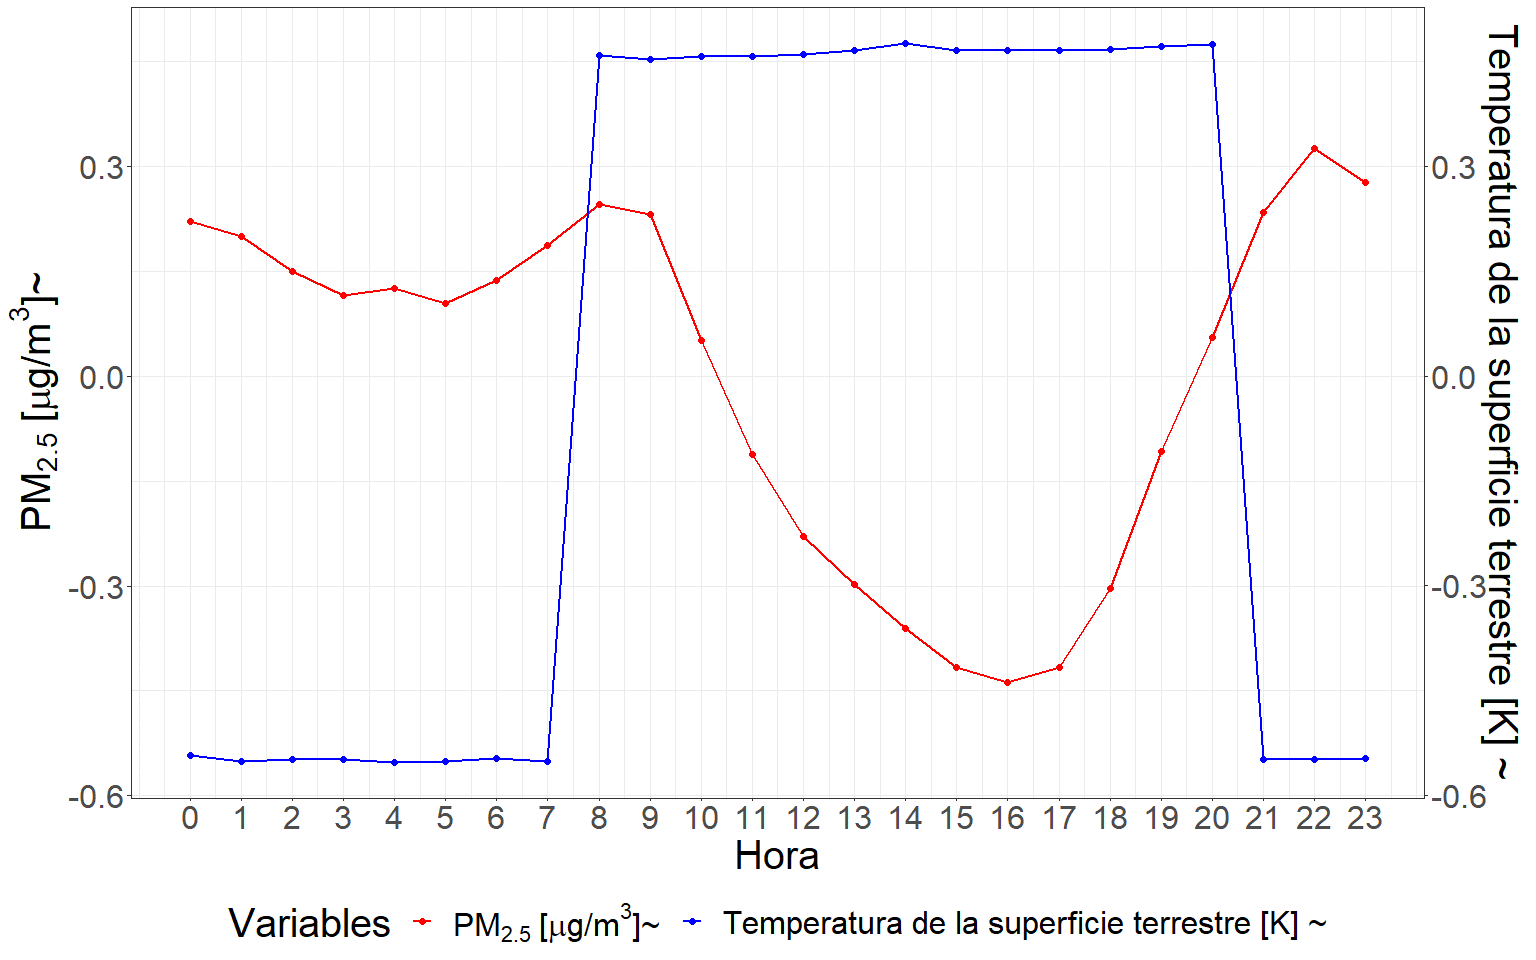 PM2.5 [μg/m3]~
0.3
0.0
-0.3
-0.6
0 1 2 3 4 5 6 7 8 9 10 11 12 13 14 15 16 17 18 19 20 21 22 23
Hora
0.3
0.0
-0.3
-0.6
Temperatura de la superficie terrestre [K] ~
Variables PM2.5 [μg/m3]~ Temperatura de la superficie terrestre [K] ~